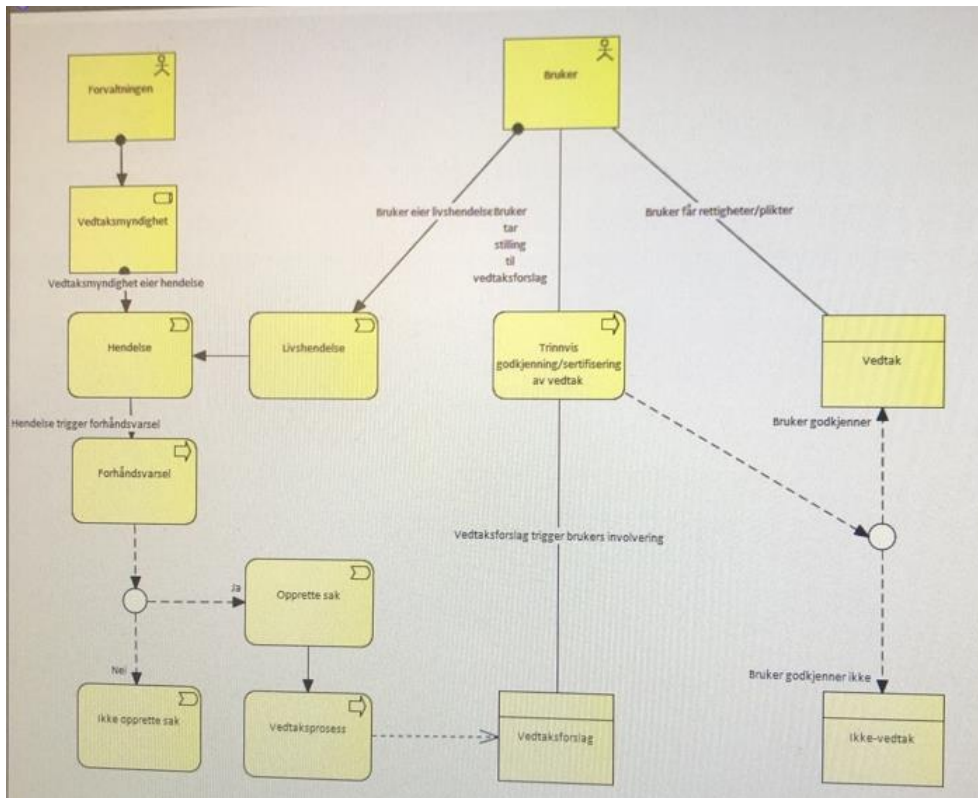 Forvaltningen
Bruker
Vedtaksmyndighet
Bruker eier livshendelse
Bruker
tar
stilling
til
vedtaksforslag
Bruker får rettigheter/plikter
Vedtaksmyndighet eier hendelse
Hendelse
Livshendelse
Trinnvis
godkjenning/sertifisering
av vedtak
Vedtak
Hendelse trigger forhåndsvarsel
Bruker godkjenner
Forhåndsvarsel
Vedtaksforslag trigger brukers involvering
Ja
Opprette sak
Nei
Bruker godkjenner ikke
Ikke opprette sak
Vedtaksprosess
Vedtaksforslag
Ikke-vedtak